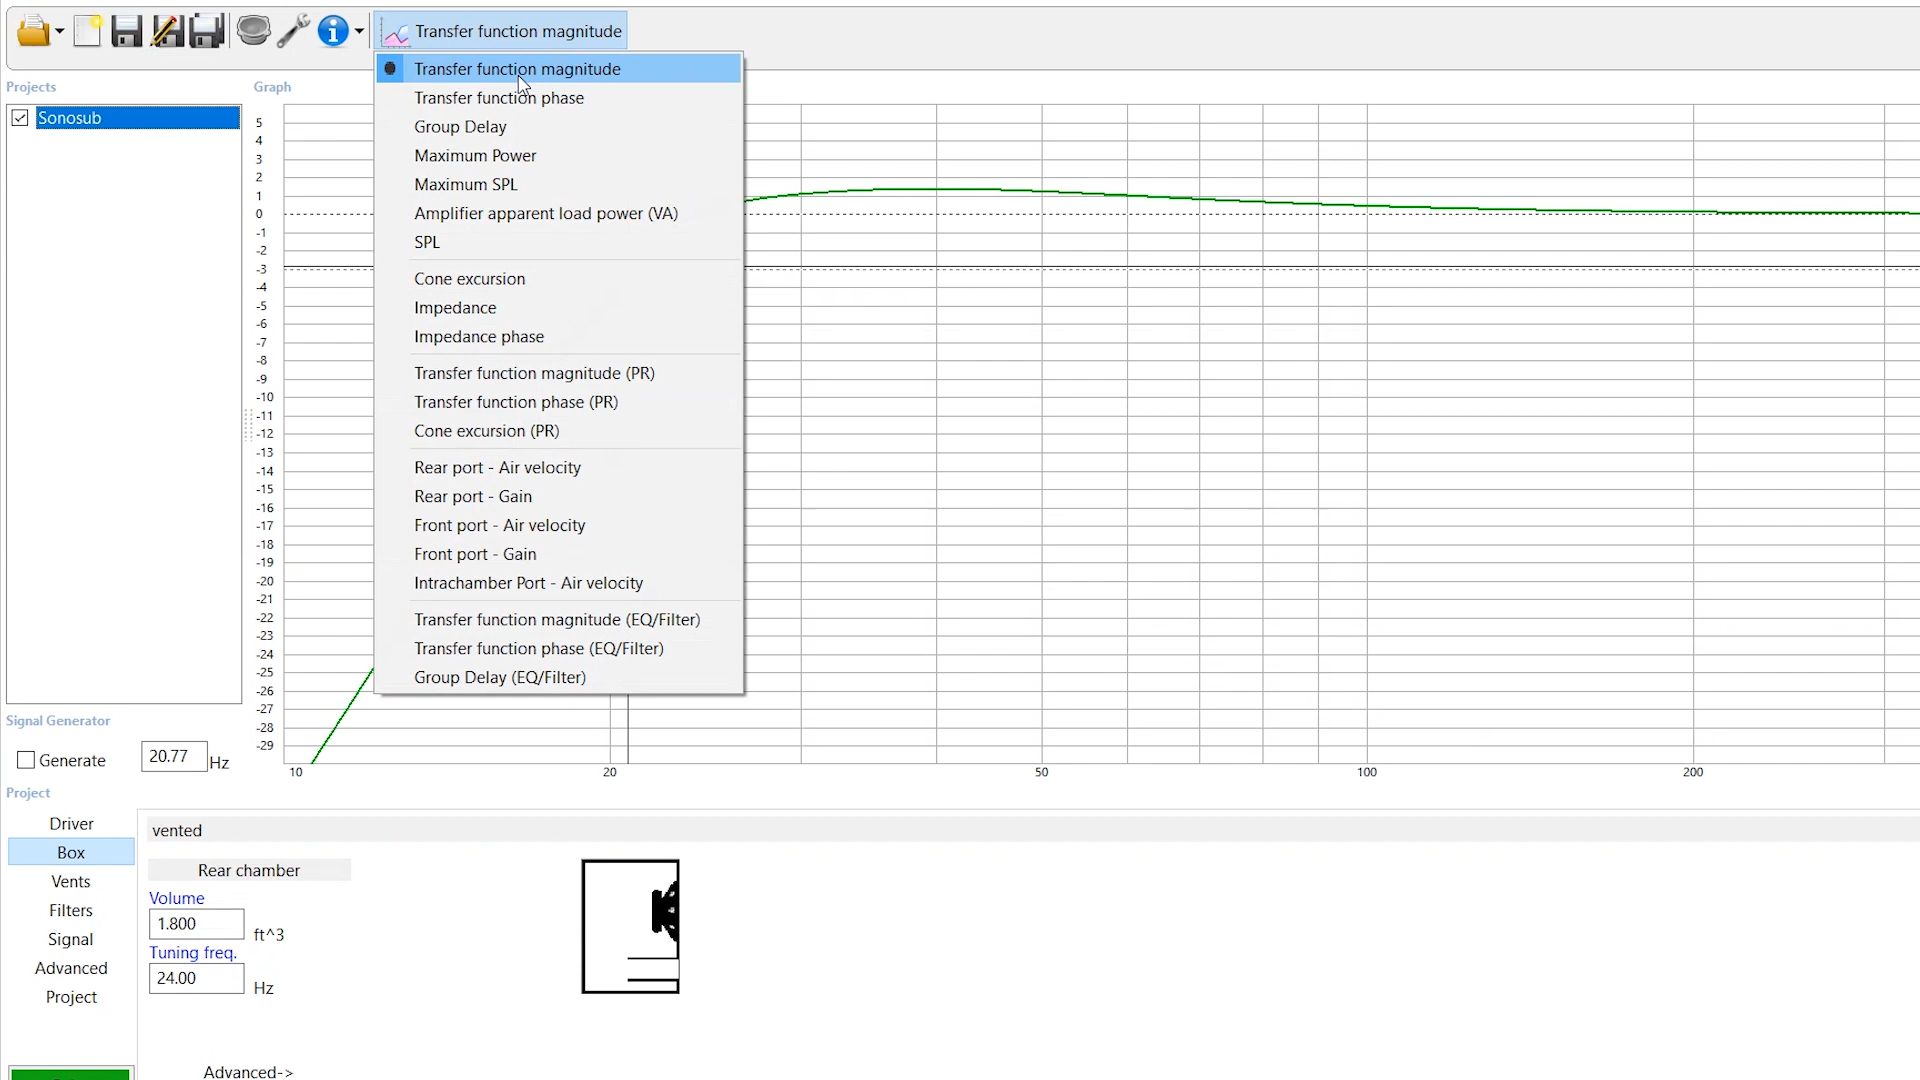 Transfer function magnitude
Projects
Graph
Sonosub
Transfer function magnitude
Transfer function phase
Group Delay
Maximum Power
Maximum SPL
Amplifier apparent load power (VA)
SPL
Cone excursion
Impedance
Impedance phase
Transfer function magnitude (PR)
Transfer function phase (PR)
Cone excursion (PR)
Rear port - Air velocity
Rear port - Gain
Front port - Air velocity
Front port - Gain
Intrachamber Port - Air velocity
Transfer function magnitude (EQ/Filter)
Transfer function phase (EQ/Filter)
Group Delay (EQ/Filter)
5
4
3
2
1
0
-1
-2
-3
-4
-5
-6
-7
-8
-9
-10
-11
-12
-13
-14
-15
-16
-17
-18
-19
-20
-21
-22
-23
-24
-25
-26
-27
-28
-29
10 20 50 100 200
Signal Generator
Generate 20.77 Hz
Project
Driver
Box
Vents
Filters
Signal
Advanced
Project
vented
Rear chamber
Volume
1.800 ft^3
Tuning freq.
24.00 Hz
Advanced->